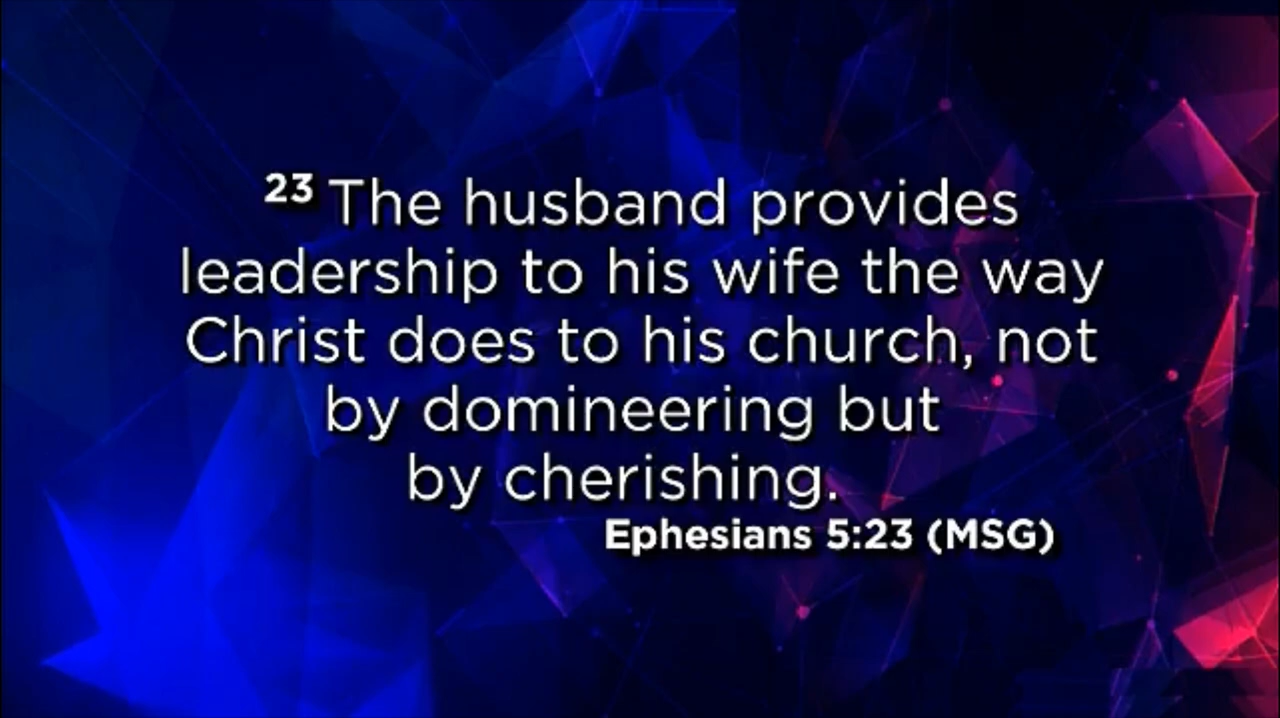 23 The husband provides
leadership to his wife the way
Christ does to his church, not
by domineering but
by cherishing.
Ephesians 5:23 (MSG)